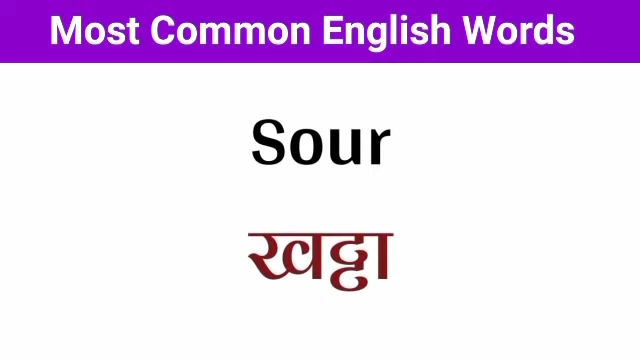 Most Common English Words
Sour
खट्टा